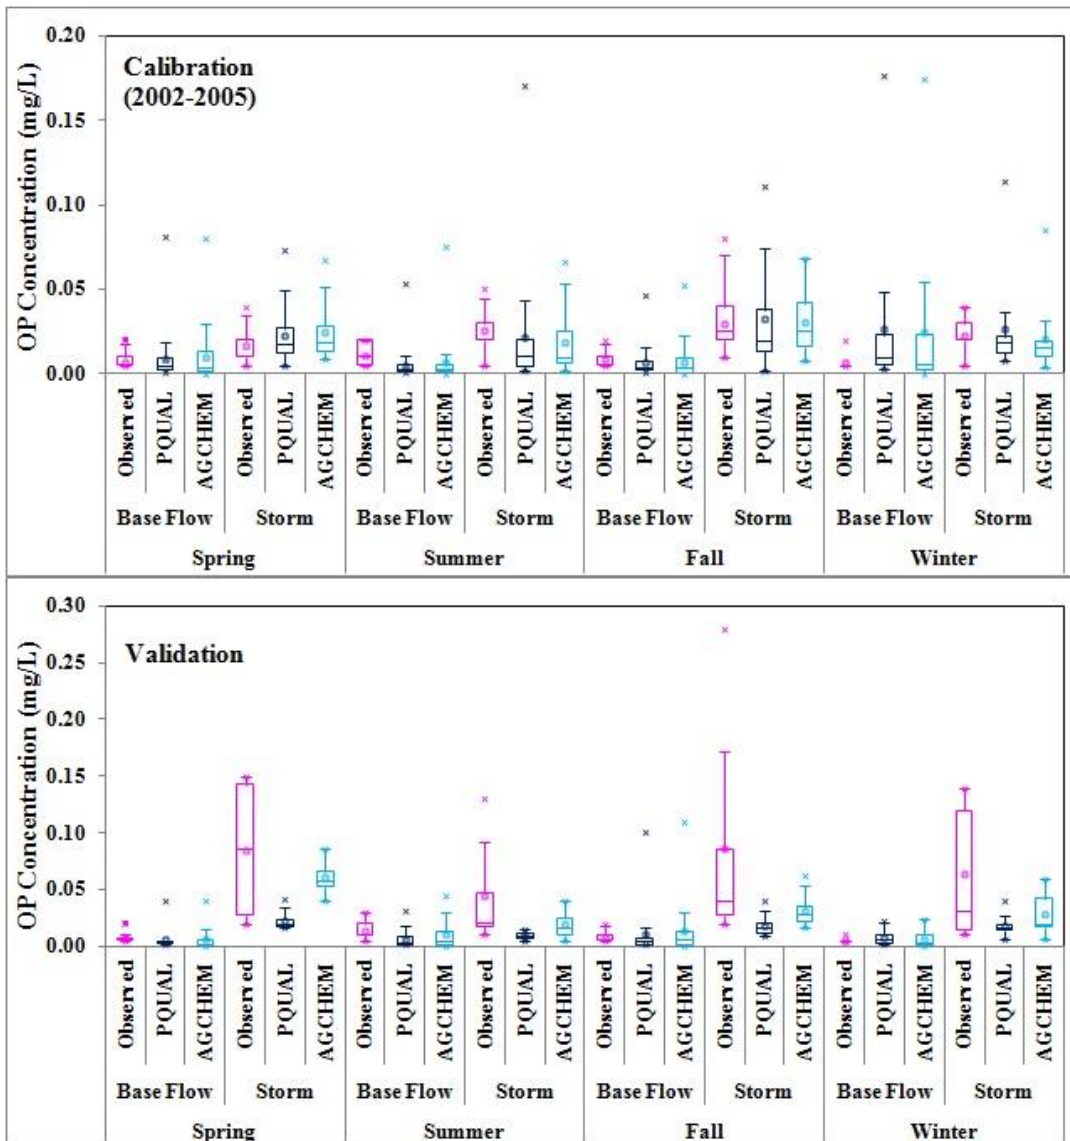 OP Concentration (mg/L)
0.20
0.15
0.10
0.05
0.00
Calibration
(2002-2005)
Observed PQUAL AGCHEM Observed PQUAL AGCHEM Observed PQUAL AGCHEM Observed PQUAL AGCHEM Observed PQUAL AGCHEM Observed PQUAL AGCHEM Observed PQUAL AGCHEM Observed PQUAL AGCHEM
Base Flow Storm Base Flow Storm Base Flow Storm Base Flow Storm
Spring Summer Fall Winter
OP Concentration (mg/L)
0.30
0.25
0.20
0.15
0.10
0.05
0.00
Validation
Observed PQUAL AGCHEM Observed PQUAL AGCHEM Observed PQUAL AGCHEM Observed PQUAL AGCHEM Observed PQUAL AGCHEM Observed PQUAL AGCHEM Observed PQUAL AGCHEM Observed PQUAL AGCHEM
Base Flow Storm Base Flow Storm Base Flow Storm Base Flow Storm
Spring Summer Fall Winter